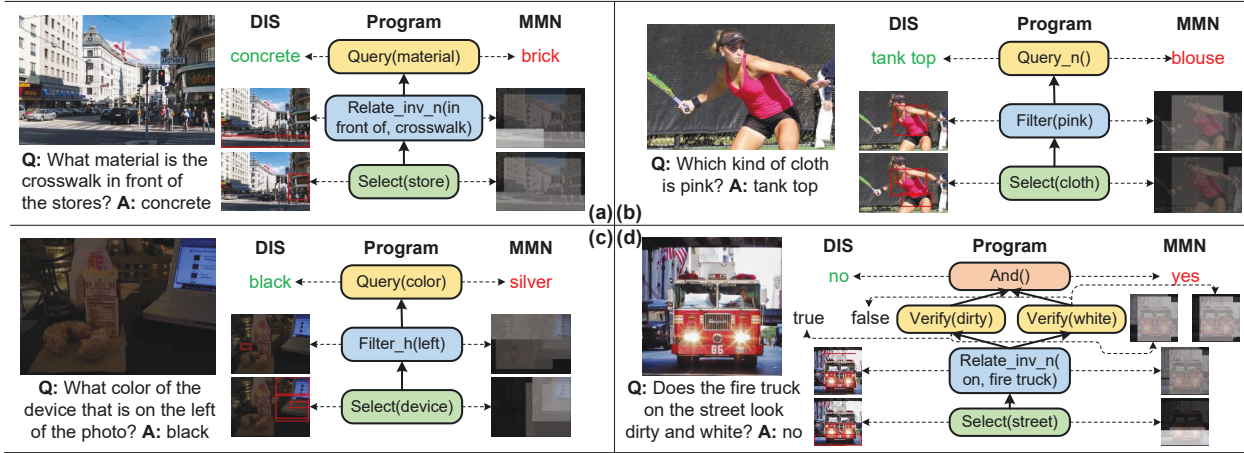 DIS Program MMN
concrete Query(material) brick
Relate_inv_n(in
front of, crosswalk)
Select(store)
Q: What material is the
crosswalk in front of
the stores? A: concrete
(a)
DIS Program MMN
tank top Query_n() blouse
Filter(pink)
Select(cloth)
Q: Which kind of cloth
is pink? A: tank top
(b)
DIS Program MMN
black Query(color) silver
Filter_h(left)
Select(device)
Q: What color of the
device that is on the left
of the photo? A: black
(c)
DIS Program MMN
no And() yes
true false Verify(dirty) Verify(white)
Relate_inv_n(
on, fire truck)
Select(street)
65
Q: Does the fire truck
on the street look
dirty and white? A: no
(d)